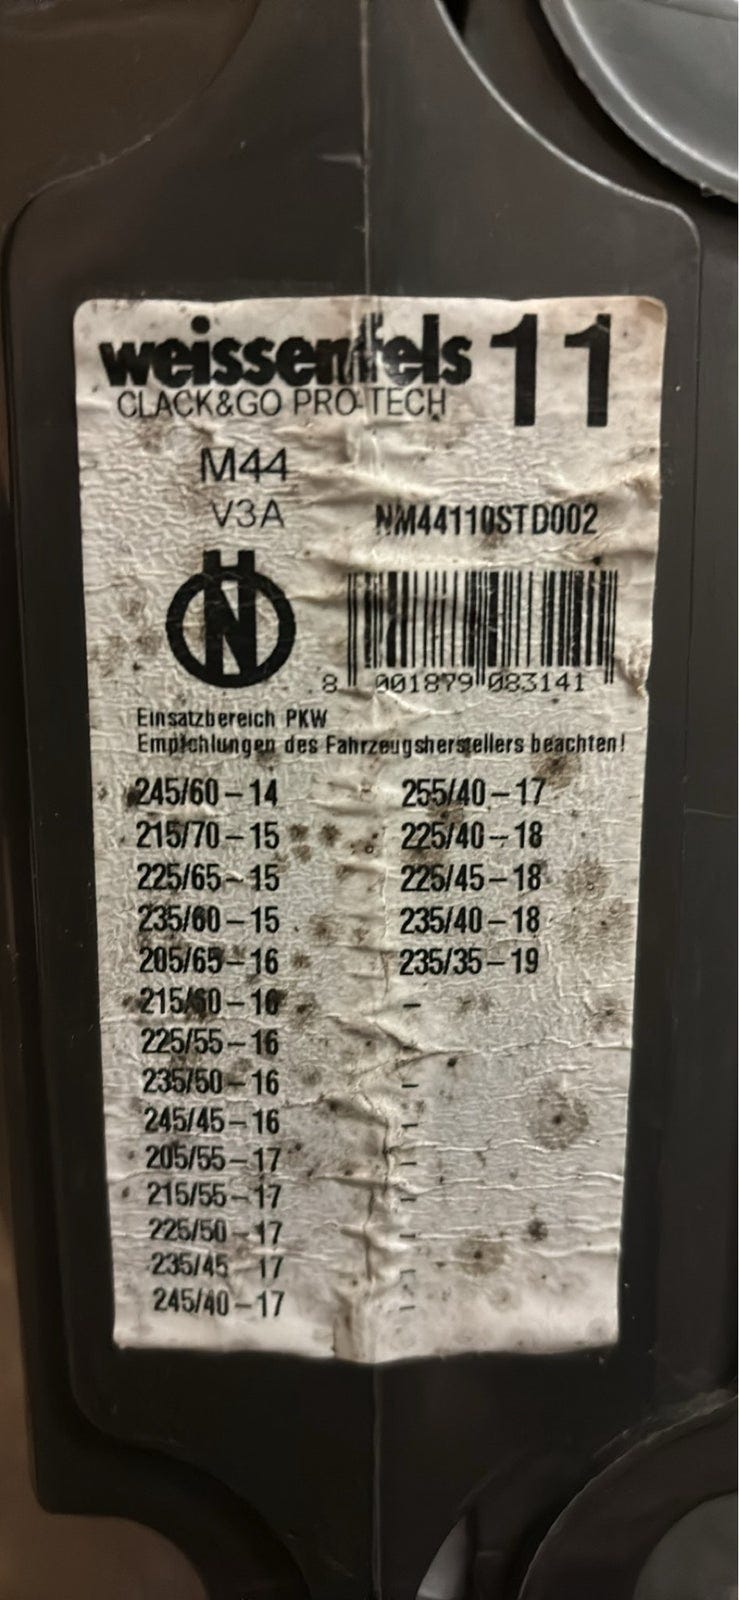 weissenfels 11
CLACK&GO PRO TECH
M44
V3A NM44110STD002
N
8 001879 083141
Einsatzbereich PKW
Empfehlungen des Fahrzeugsherstellers beachten!
245/60-14 255/40-17
215/70-15 225/40-18
225/65-15 225/45-18
235/60-15 235/40-18
205/65-16 235/35-19
215/60-16 -
225/55-16 -
235/50-16 -
245/45-16 -
205/55-17 -
215/55-17 -
225/50-17 -
235/45 17 -
245/40-17 -